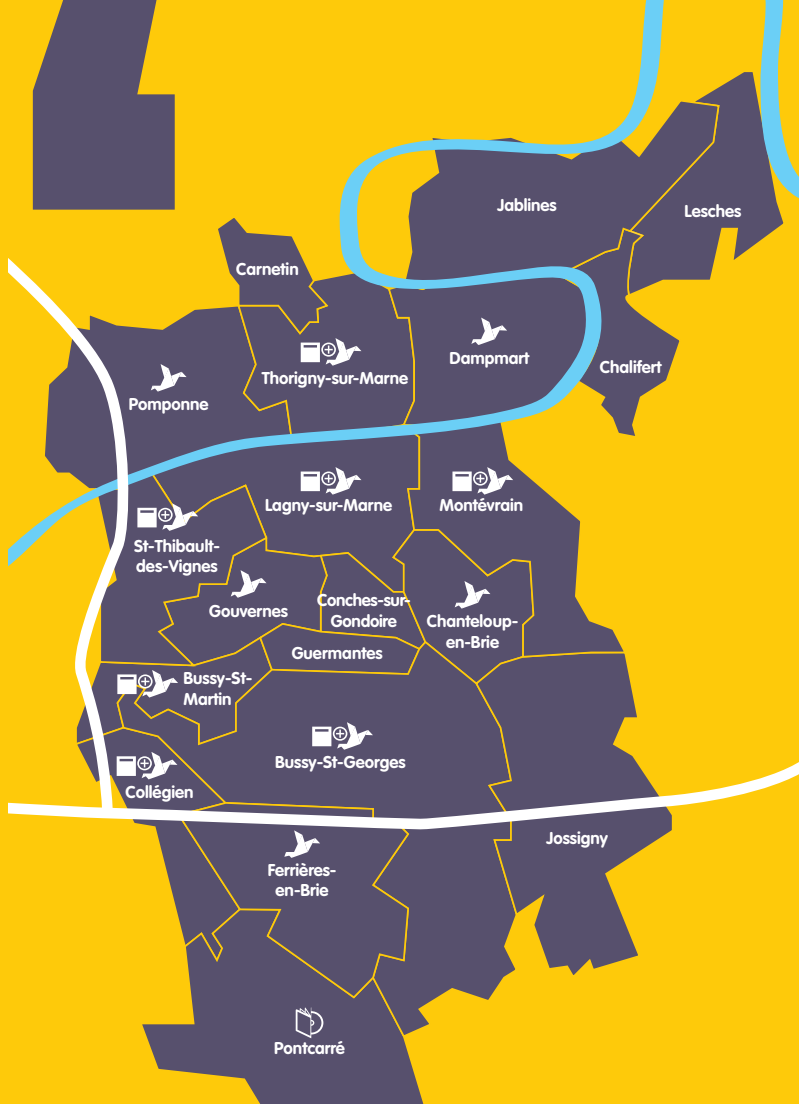 Jablines
Lesches
Carnetin
Dampmart
Chalifert
Thorigny-sur-Marne
Pomponne
Lagny-sur-Marne
Montévrain
St-Thibault-
des-Vignes
Gouvernes
Conches-sur-
Gondoire
Chanteloup-
en-Brie
Guermantes
Bussy-St-
Martin
Bussy-St-Georges
Collégien
Jossigny
Ferrières-
en-Brie
Pontcarré